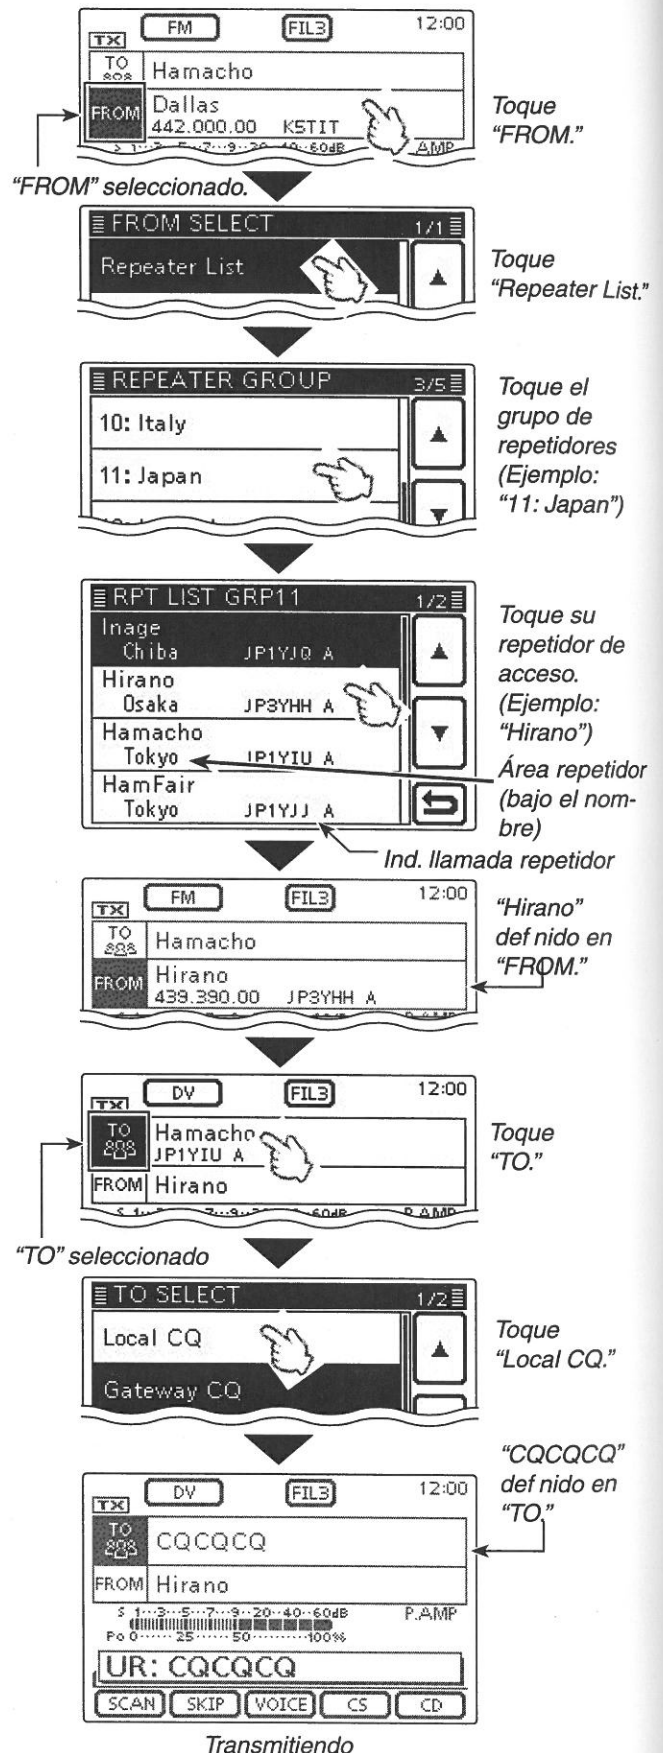 FM FIL3 12:00
TX
TO Hamacho
FROM Dallas
442.000.00 K5TIT
S 1··3··5··7··9··20··40··60dB AMP
Toque
“FROM.”
“FROM” seleccionado.
FROM SELECT 1/1
Repeater List
Toque
“Repeater List.”
REPEATER GROUP 3/5
10: Italy
11: Japan
Toque el
grupo de
repetidores
(Ejemplo:
“11: Japan”)
RPT LIST GRP11 1/2
Inage
Chiba JP1YJQ A
Hirano
Osaka JP3YHH A
Hamacho
Tokyo JP1YIU A
HamFair
Tokyo JP1YJJ A
Toque su
repetidor de
acceso.
(Ejemplo:
“Hirano”)
Área repetidor
(bajo el nom-
bre)
Ind. llamada repetidor
FM FIL3 12:00
TX
TO Hamacho
FROM Hirano
439.390.00 JP3YHH A
“Hirano”
def nido en
“FROM.”
DV FIL3 12:00
TX
TO Hamacho
JP1YIU A
FROM Hirano
P.AMP
Toque
“TO.”
“TO” seleccionado
TO SELECT 1/2
Local CQ
Gateway CQ
Toque
“Local CQ.”
DV FIL3 12:00
TX
TO CQCQCQ
FROM Hirano
S 1··3··5··7··9··20··40··60dB P.AMP
Po 0····25····50········100%
UR: CQCQCQ
SCAN SKIP VOICE CS CD
“CQCQCQ”
def nido en
“TO.”
Transmitiendo